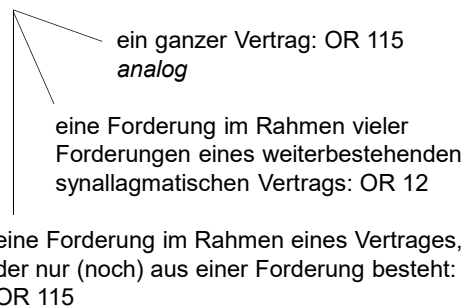 ein ganzer Vertrag: OR 115
analog
eine Forderung im Rahmen vieler
Forderungen eines weiterbestehenden
synallagmatischen Vertrags: OR 12
eine Forderung im Rahmen eines Vertrages,
der nur (noch) aus einer Forderung besteht:
OR 115